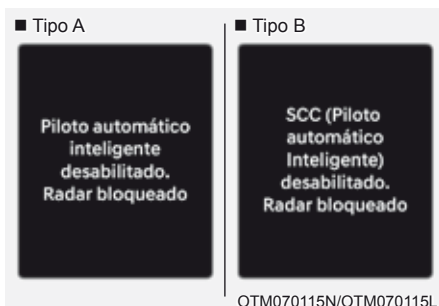 ■ Tipo A
Piloto automático
inteligente
desabilitado.
Radar bloqueado
■ Tipo B
SCC (Piloto
automático
Inteligente)
desabilitado.
Radar bloqueado
OTM070115N/OTM070115L